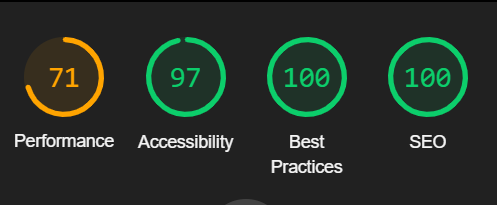 71 97 100 100
Performance Accessibility Best SEO
Practices